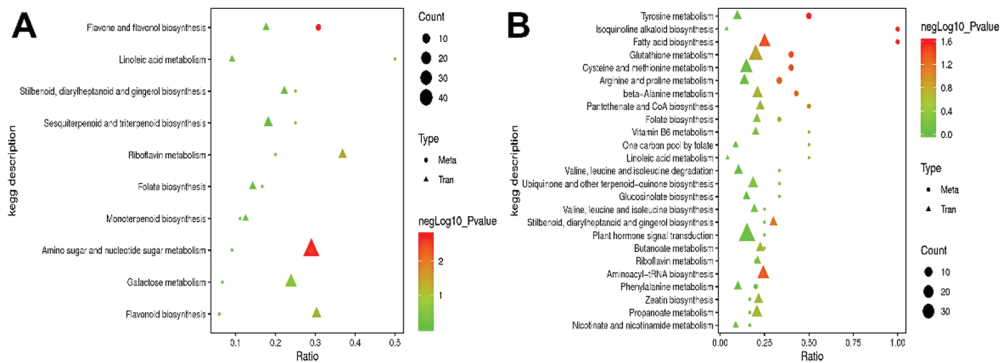 A
kegg description
Flavone and flavonol biosynthesis
Linoleic acid metabolism
Stilbenoid, diarylheptanoid and gingerol biosynthesis
Sesquiterpenoid and triterpenoid biosynthesis
Riboflavin metabolism
Folate biosynthesis
Monoterpenoid biosynthesis
Amino sugar and nucleotide sugar metabolism
Galactose metabolism
Flavonoid biosynthesis
0.1 0.2 0.3 0.4 0.5
Ratio
Count
10
20
30
40
Type
Meta
Tran
negLog10_Pvalue
2
1
B
kegg description
Tyrosine metabolism
Isoquinoline alkaloid biosynthesis
Fatty acid biosynthesis
Glutathione metabolism
Cysteine and methionine metabolism
Arginine and proline metabolism
beta-Alanine metabolism
Pantothenate and CoA biosynthesis
Folate biosynthesis
Vitamin B6 metabolism
One carbon pool by folate
Linoleic acid metabolism
Valine, leucine and isoleucine degradation
Ubiquinone and other terpenoid-quinone biosynthesis
Glucosinolate biosynthesis
Valine, leucine and isoleucine biosynthesis
Stilbenoid, diarylheptanoid and gingerol biosynthesis
Plant hormone signal transduction
Butanoate metabolism
Riboflavin metabolism
Aminoacyl-tRNA biosynthesis
Phenylalanine metabolism
Zeatin biosynthesis
Propanoate metabolism
Nicotinate and nicotinamide metabolism
0.00 0.25 0.50 0.75 1.00
Ratio
negLog10_Pvalue
1.6
1.2
0.8
0.4
0.0
Type
Meta
Tran
Count
10
20
30